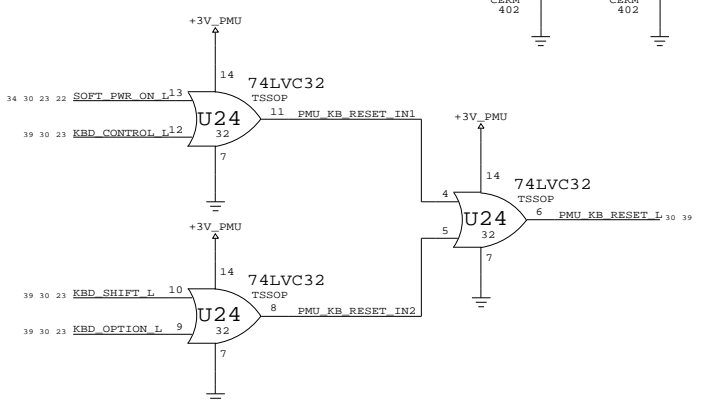 CERM
402
CERM
402
+3V_PMU
14
74LVC32
TSSOP
34 30 23 22 SOFT_PWR_ON_L 13
U24
32
11 PMU_KB_RESET_IN1
39 30 23 KBD_CONTROL_L 12
7
+3V_PMU
14
74LVC32
TSSOP
4
U24
32
6 PMU_KB_RESET_L 30 39
5
7
+3V_PMU
14
74LVC32
TSSOP
39 30 23 KBD_SHIFT_L 10
U24
32
8 PMU_KB_RESET_IN2
39 30 23 KBD_OPTION_L 9
7